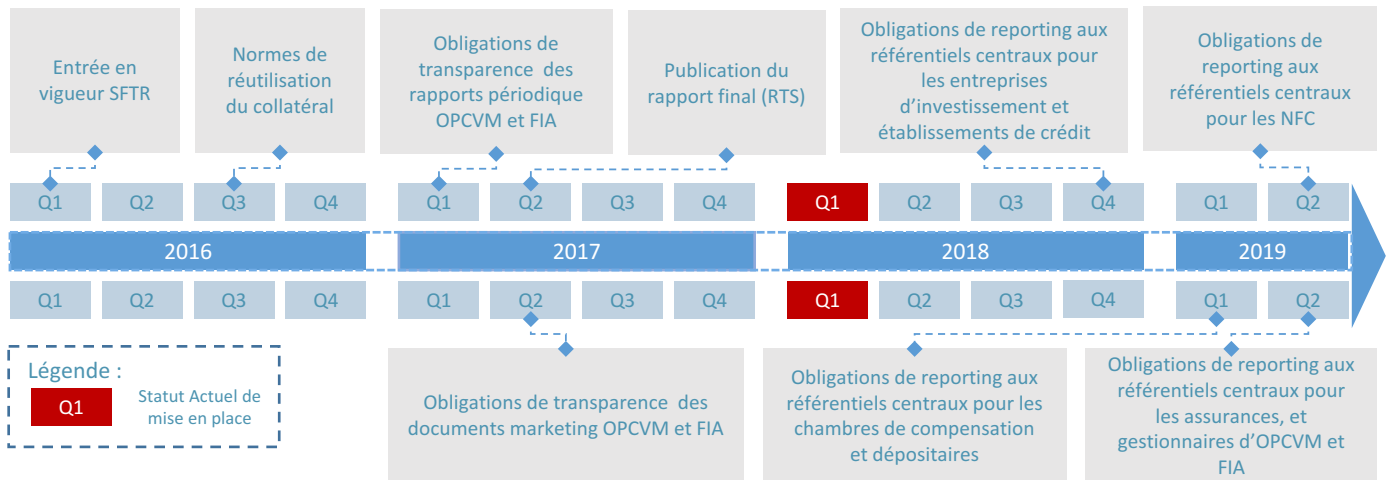 Entrée en
vigueur SFTR
Normes de
réutilisation
du collatéral
Obligations de
transparence des
rapports périodique
OPCVM et FIA
Publication du
rapport final (RTS)
Obligations de reporting aux
référentiels centraux pour
les entreprises
d’investissement et
établissements de crédit
Obligations de
reporting aux
référentiels centraux
pour les NFC
Q1 Q2 Q3 Q4 Q1 Q2 Q3 Q4 Q1 Q2 Q3 Q4 Q1 Q2
2016 2017 2018 2019
Q1 Q2 Q3 Q4 Q1 Q2 Q3 Q4 Q1 Q2 Q3 Q4 Q1 Q2
Légende :
Q1
Statut Actuel de
mise en place
Obligations de transparence des
documents marketing OPCVM et FIA
Obligations de reporting aux
référentiels centraux pour les
chambres de compensation
et dépositaires
Obligations de reporting aux
référentiels centraux pour
les assurances, et
gestionnaires d’OPCVM et
FIA